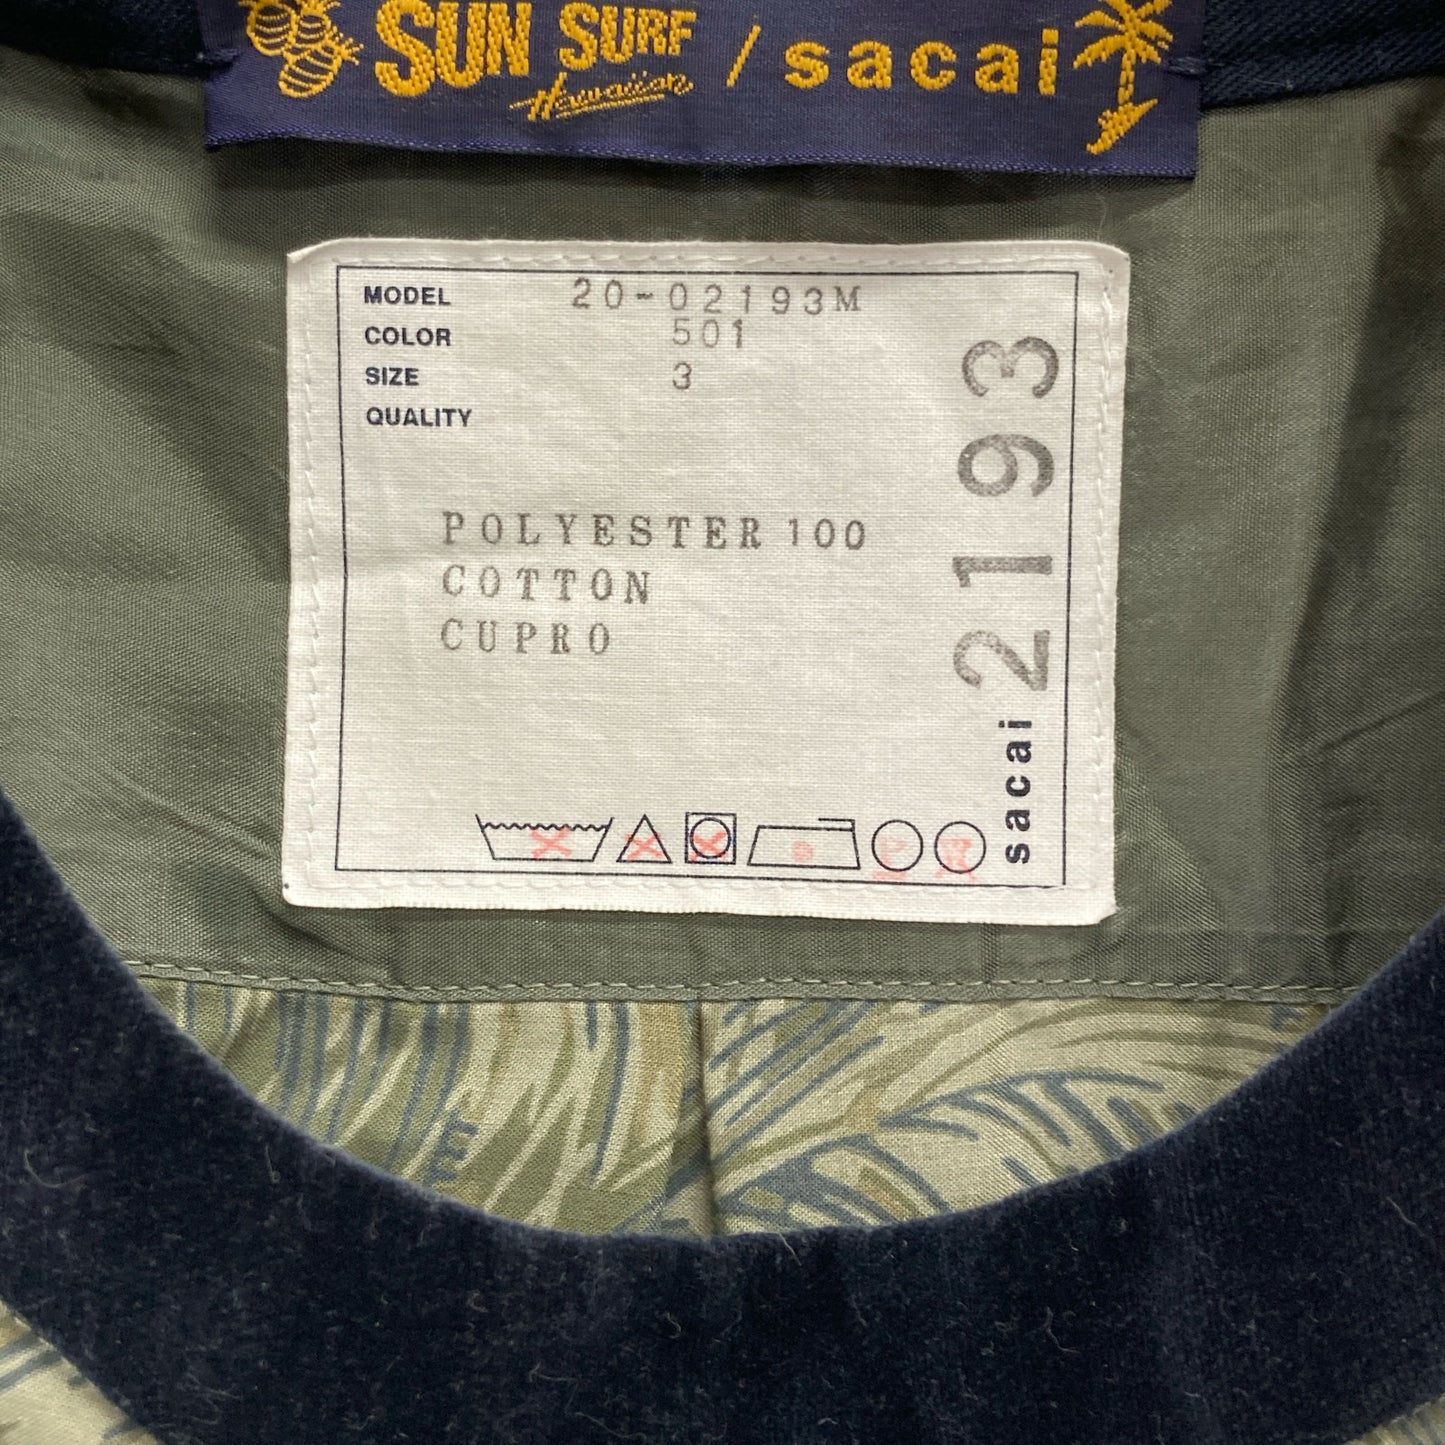 SUN SURF / sacai
Hawaiian
MODEL 20-02193M
COLOR 501
SIZE 3
QUALITY
POLYESTER 100
COTTON
CUPRO
sacai 2193